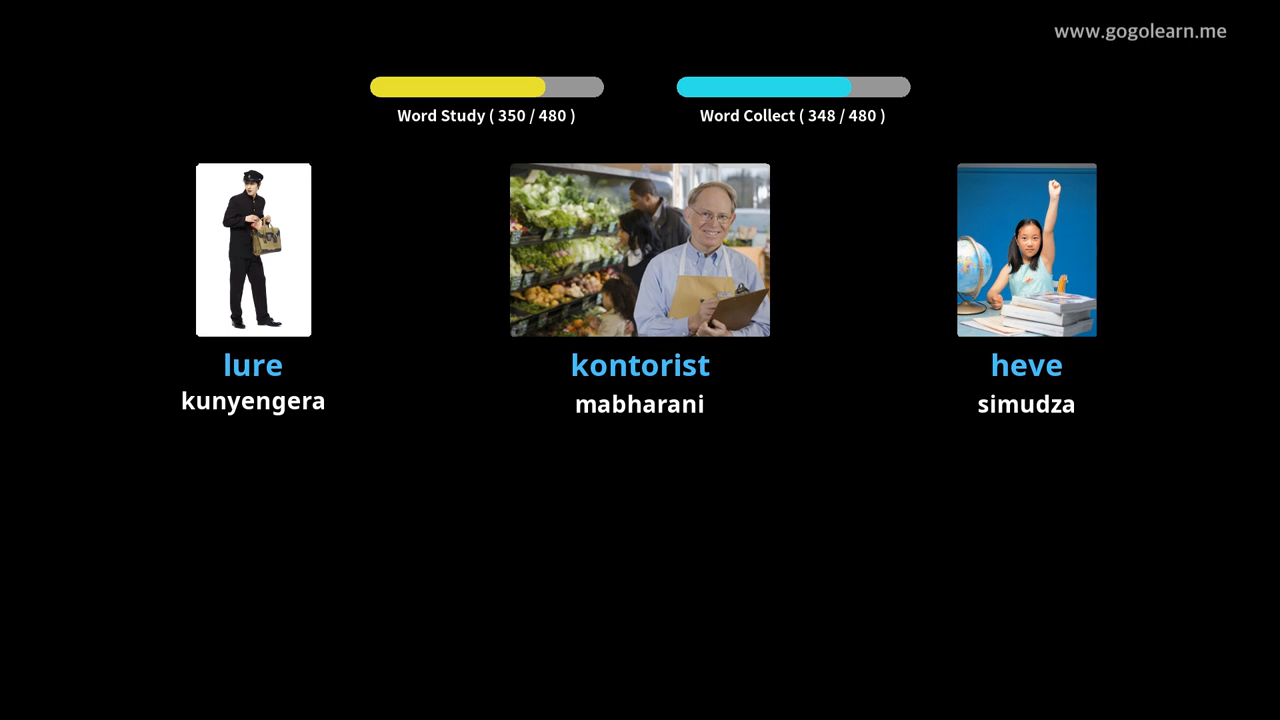 www.gogolearn.me
Word Study ( 350 / 480 )
Word Collect ( 348 / 480 )
lure
kunyengera
kontorist
mabharani
heve
simudza